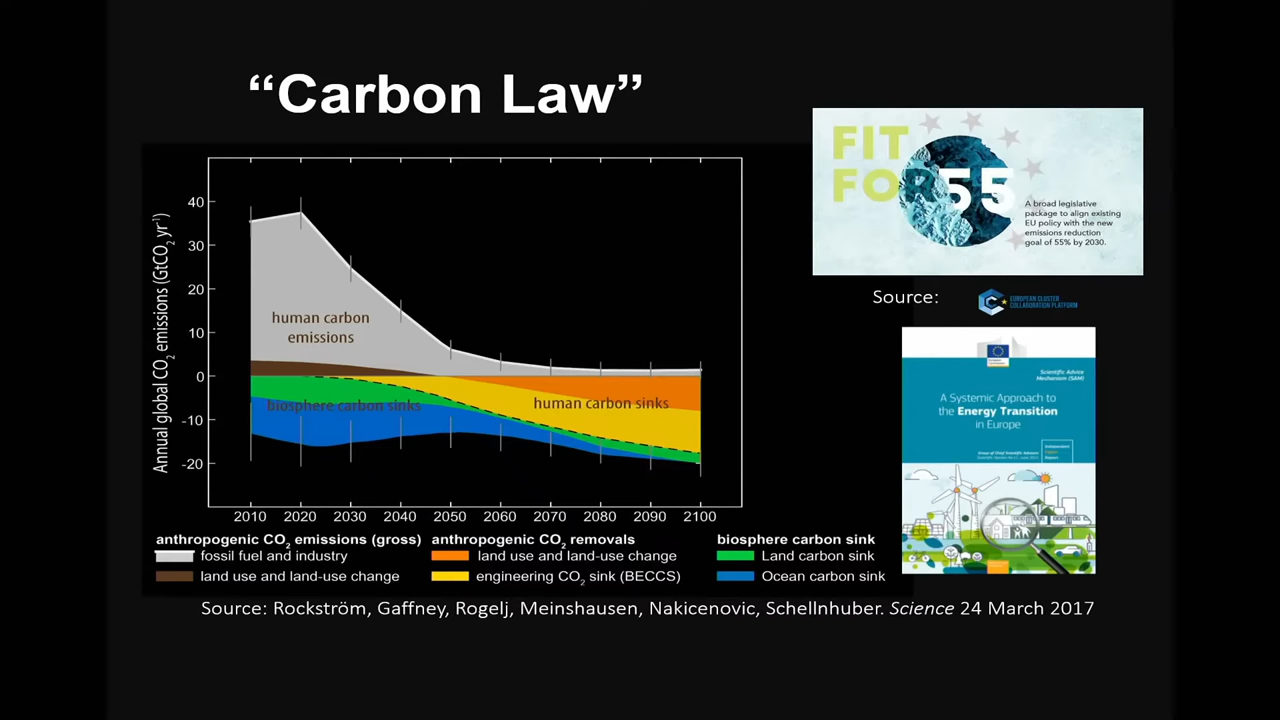 “Carbon Law”
FIT
FOR 55
A broad legislative
package to align existing
EU policy with the new
emissions reduction
goal of 55% by 2030.
Source:
EUROPEAN CLUSTER
COLLABORATION PLATFORM
Annual global CO₂ emissions (GtCO₂ yr⁻¹)
40
30
20
10
0
-10
-20
human carbon
emissions
biosphere carbon sinks
human carbon sinks
2010 2020 2030 2040 2050 2060 2070 2080 2090 2100
anthropogenic CO₂ emissions (gross)
fossil fuel and industry
land use and land-use change
anthropogenic CO₂ removals
land use and land-use change
engineering CO₂ sink (BECCS)
biosphere carbon sink
Land carbon sink
Ocean carbon sink
Scientific Advice
Mechanism (SAM)
A Systemic Approach to
the Energy Transition
in Europe
Group of Chief Scientific Advisors
Source: Rockström, Gaffney, Rogelj, Meinshausen, Nakicenovic, Schellnhuber. Science 24 March 2017